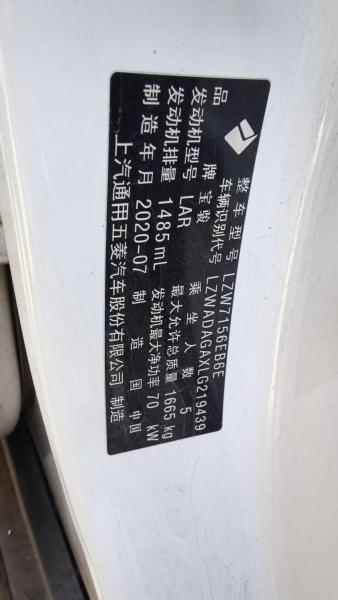 整车型号 LZW7156EB6E
车辆识别代号 LZWADAGAXLG219439
品 牌 宝骏 乘坐人数 5
发动机型号 LAR 最大允许总质量 1665 kg
发动机排量 1485 mL 发动机最大净功率 70 kW
制造年月 2020-07 制造国 中国
上汽通用五菱汽车股份有限公司 制造